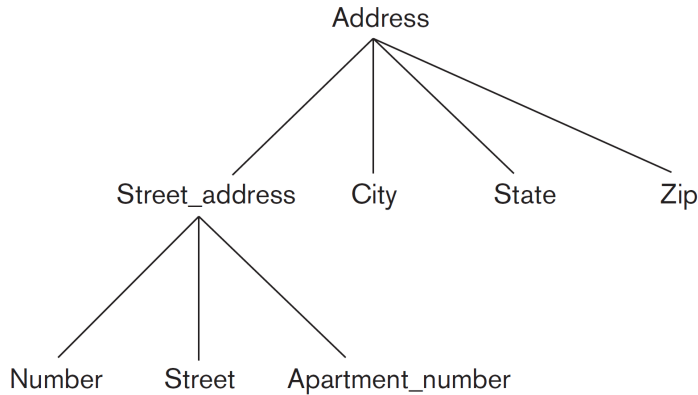 Address
Street_address City State Zip
Number Street Apartment_number